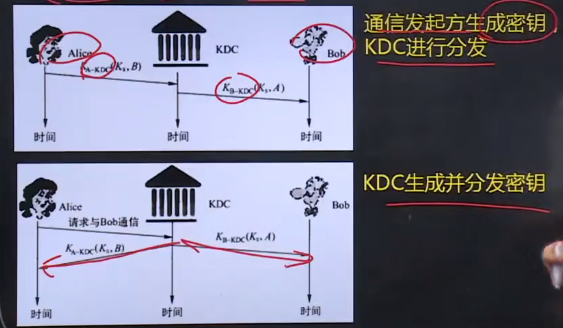 Alice
KDC
Bob
K_A-KDC(K_s, B)
K_B-KDC(K_s, A)
时间
时间
时间
通信发起方生成密钥
KDC进行分发
Alice
KDC
Bob
请求与Bob通信
K_A-KDC(K_s, B)
K_B-KDC(K_s, A)
时间
时间
时间
KDC生成并分发密钥